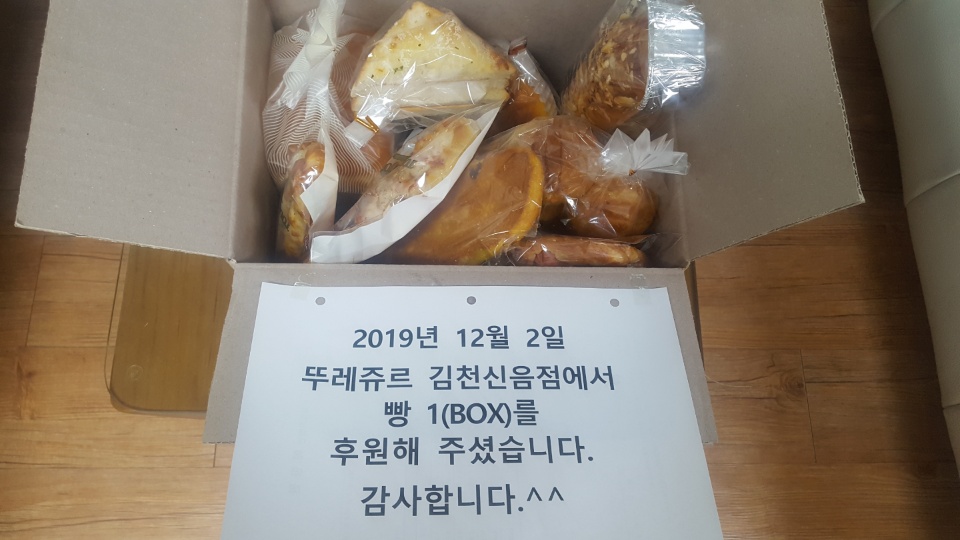 2019년 12월 2일
뚜레쥬르 김천신음점에서
빵 1(BOX)를
후원해 주셨습니다.
감사합니다.^^